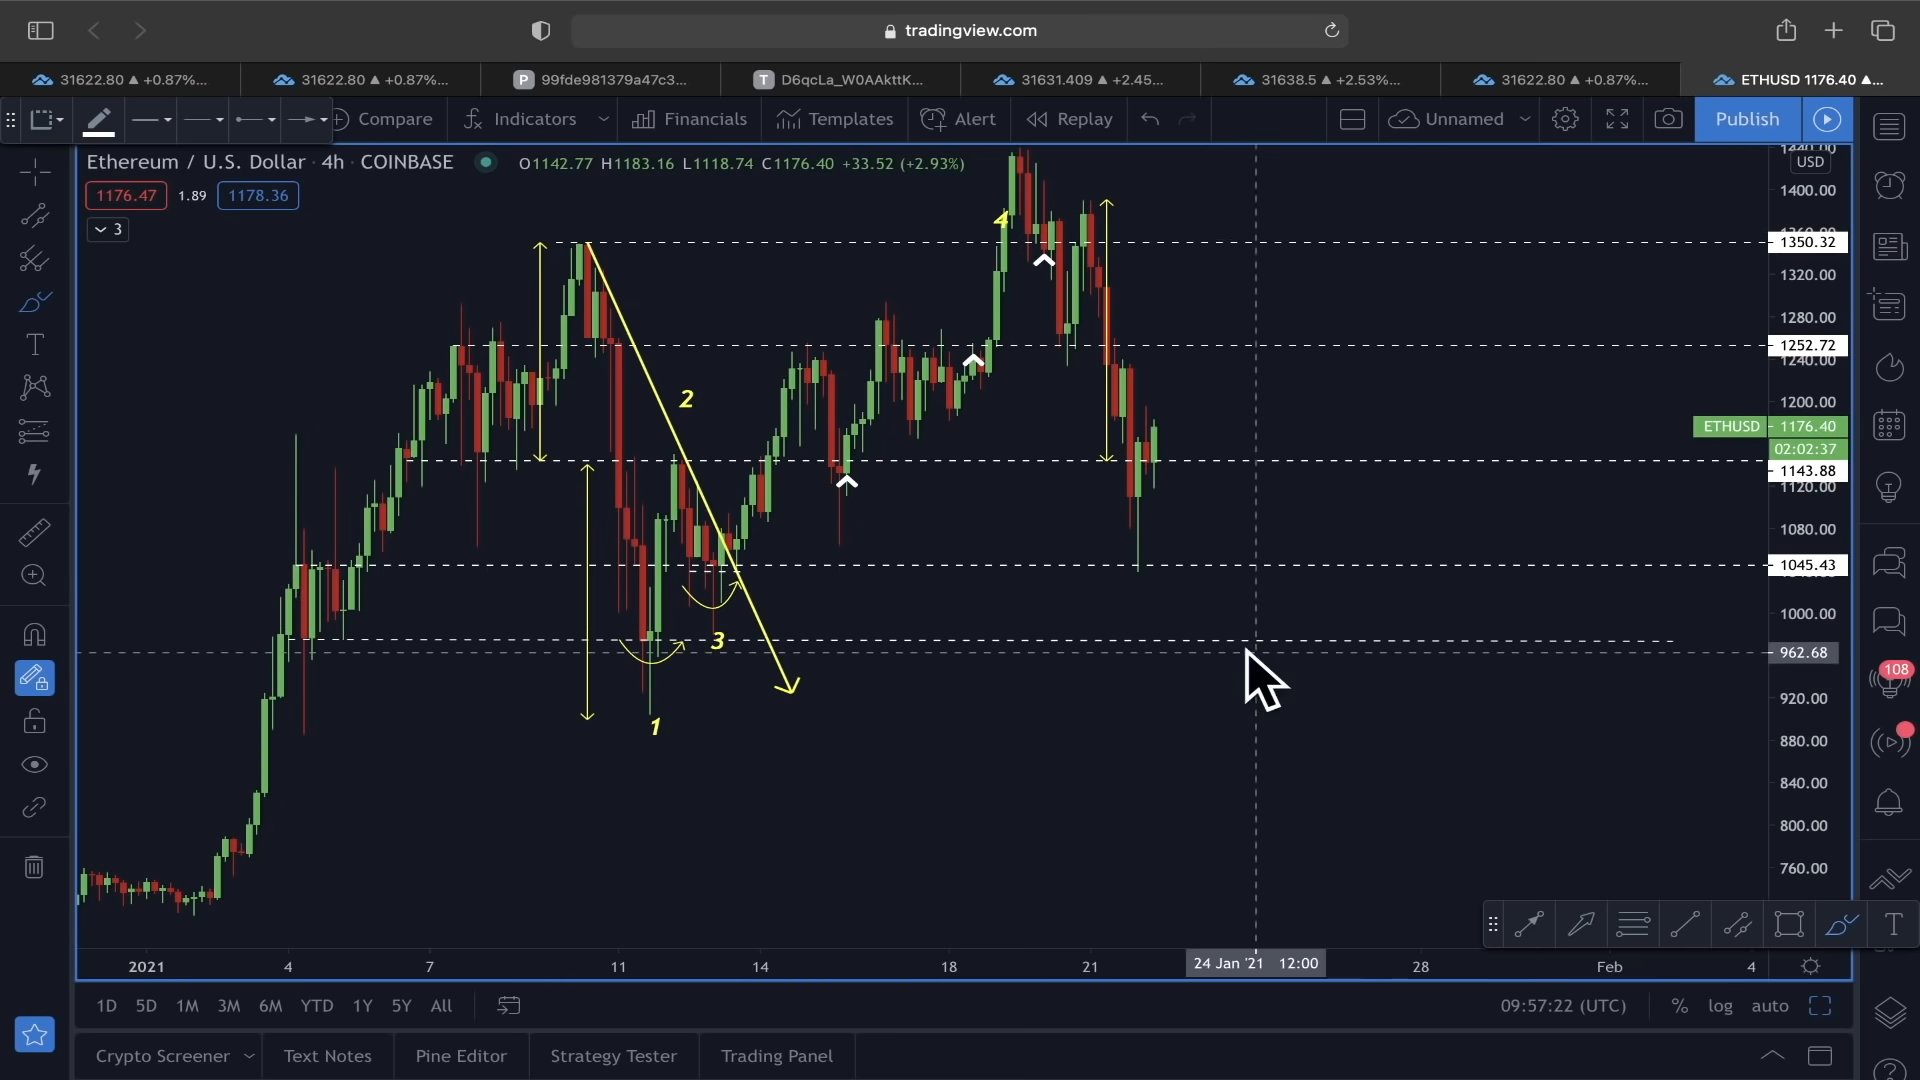 tradingview.com
31622.80 ▲ +0.87%...
31622.80 ▲ +0.87%...
P 99fde981379a47c3...
T D6qcLa_W0AAkttK...
31631.409 ▲ +2.45...
31638.5 ▲ +2.53%...
31622.80 ▲ +0.87%...
ETHUSD 1176.40 ▲...
Compare
Indicators
Financials
Templates
Alert
Replay
Unnamed
Publish
Ethereum / U.S. Dollar · 4h · COINBASE
O1142.77 H1183.16 L1118.74 C1176.40 +33.52 (+2.93%)
1176.47
1.89
1178.36
3
USD
1400.00
4
1350.32
1320.00
1280.00
1252.72
1240.00
2
1200.00
ETHUSD 1176.40
02:02:37
1143.88
1120.00
1080.00
1045.43
1000.00
3
962.68
108
920.00
1
880.00
840.00
800.00
760.00
T
2021 4 7 11 14 18 21 24 Jan '21 12:00 28 Feb 4
1D 5D 1M 3M 6M YTD 1Y 5Y All
09:57:22 (UTC) % log auto
Crypto Screener
Text Notes
Pine Editor
Strategy Tester
Trading Panel